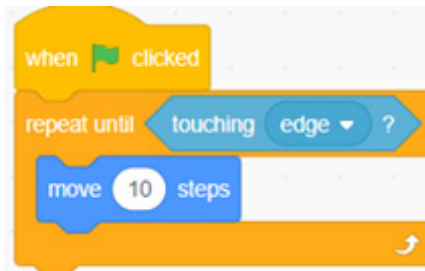 when clicked
repeat until touching edge ?
move 10 steps